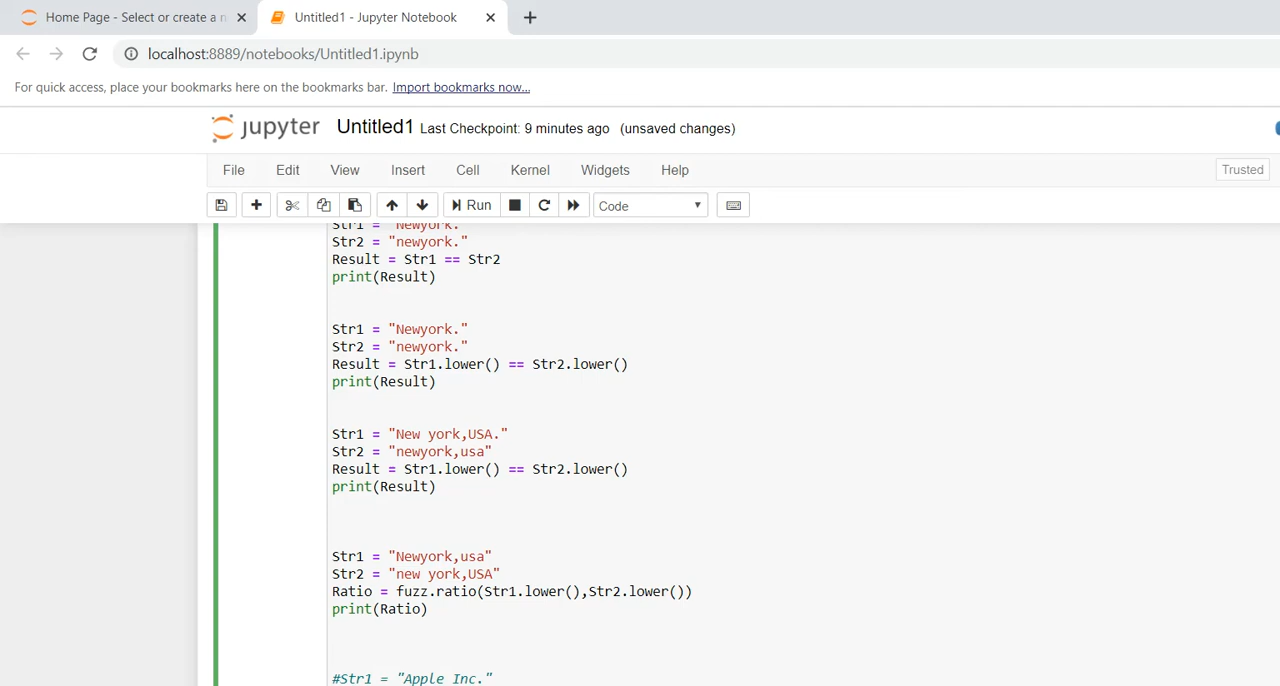 Home Page - Select or create a n
Untitled1 - Jupyter Notebook
localhost:8889/notebooks/Untitled1.ipynb
For quick access, place your bookmarks here on the bookmarks bar. Import bookmarks now...
jupyter Untitled1 Last Checkpoint: 9 minutes ago (unsaved changes)
File Edit View Insert Cell Kernel Widgets Help Trusted
Run Code
Str1 = "Newyork."
Str2 = "newyork."
Result = Str1 == Str2
print(Result)
Str1 = "Newyork."
Str2 = "newyork."
Result = Str1.lower() == Str2.lower()
print(Result)
Str1 = "New york,USA."
Str2 = "newyork,usa"
Result = Str1.lower() == Str2.lower()
print(Result)
Str1 = "Newyork,usa"
Str2 = "new york,USA"
Ratio = fuzz.ratio(Str1.lower(),Str2.lower())
print(Ratio)
#Str1 = "Apple Inc."